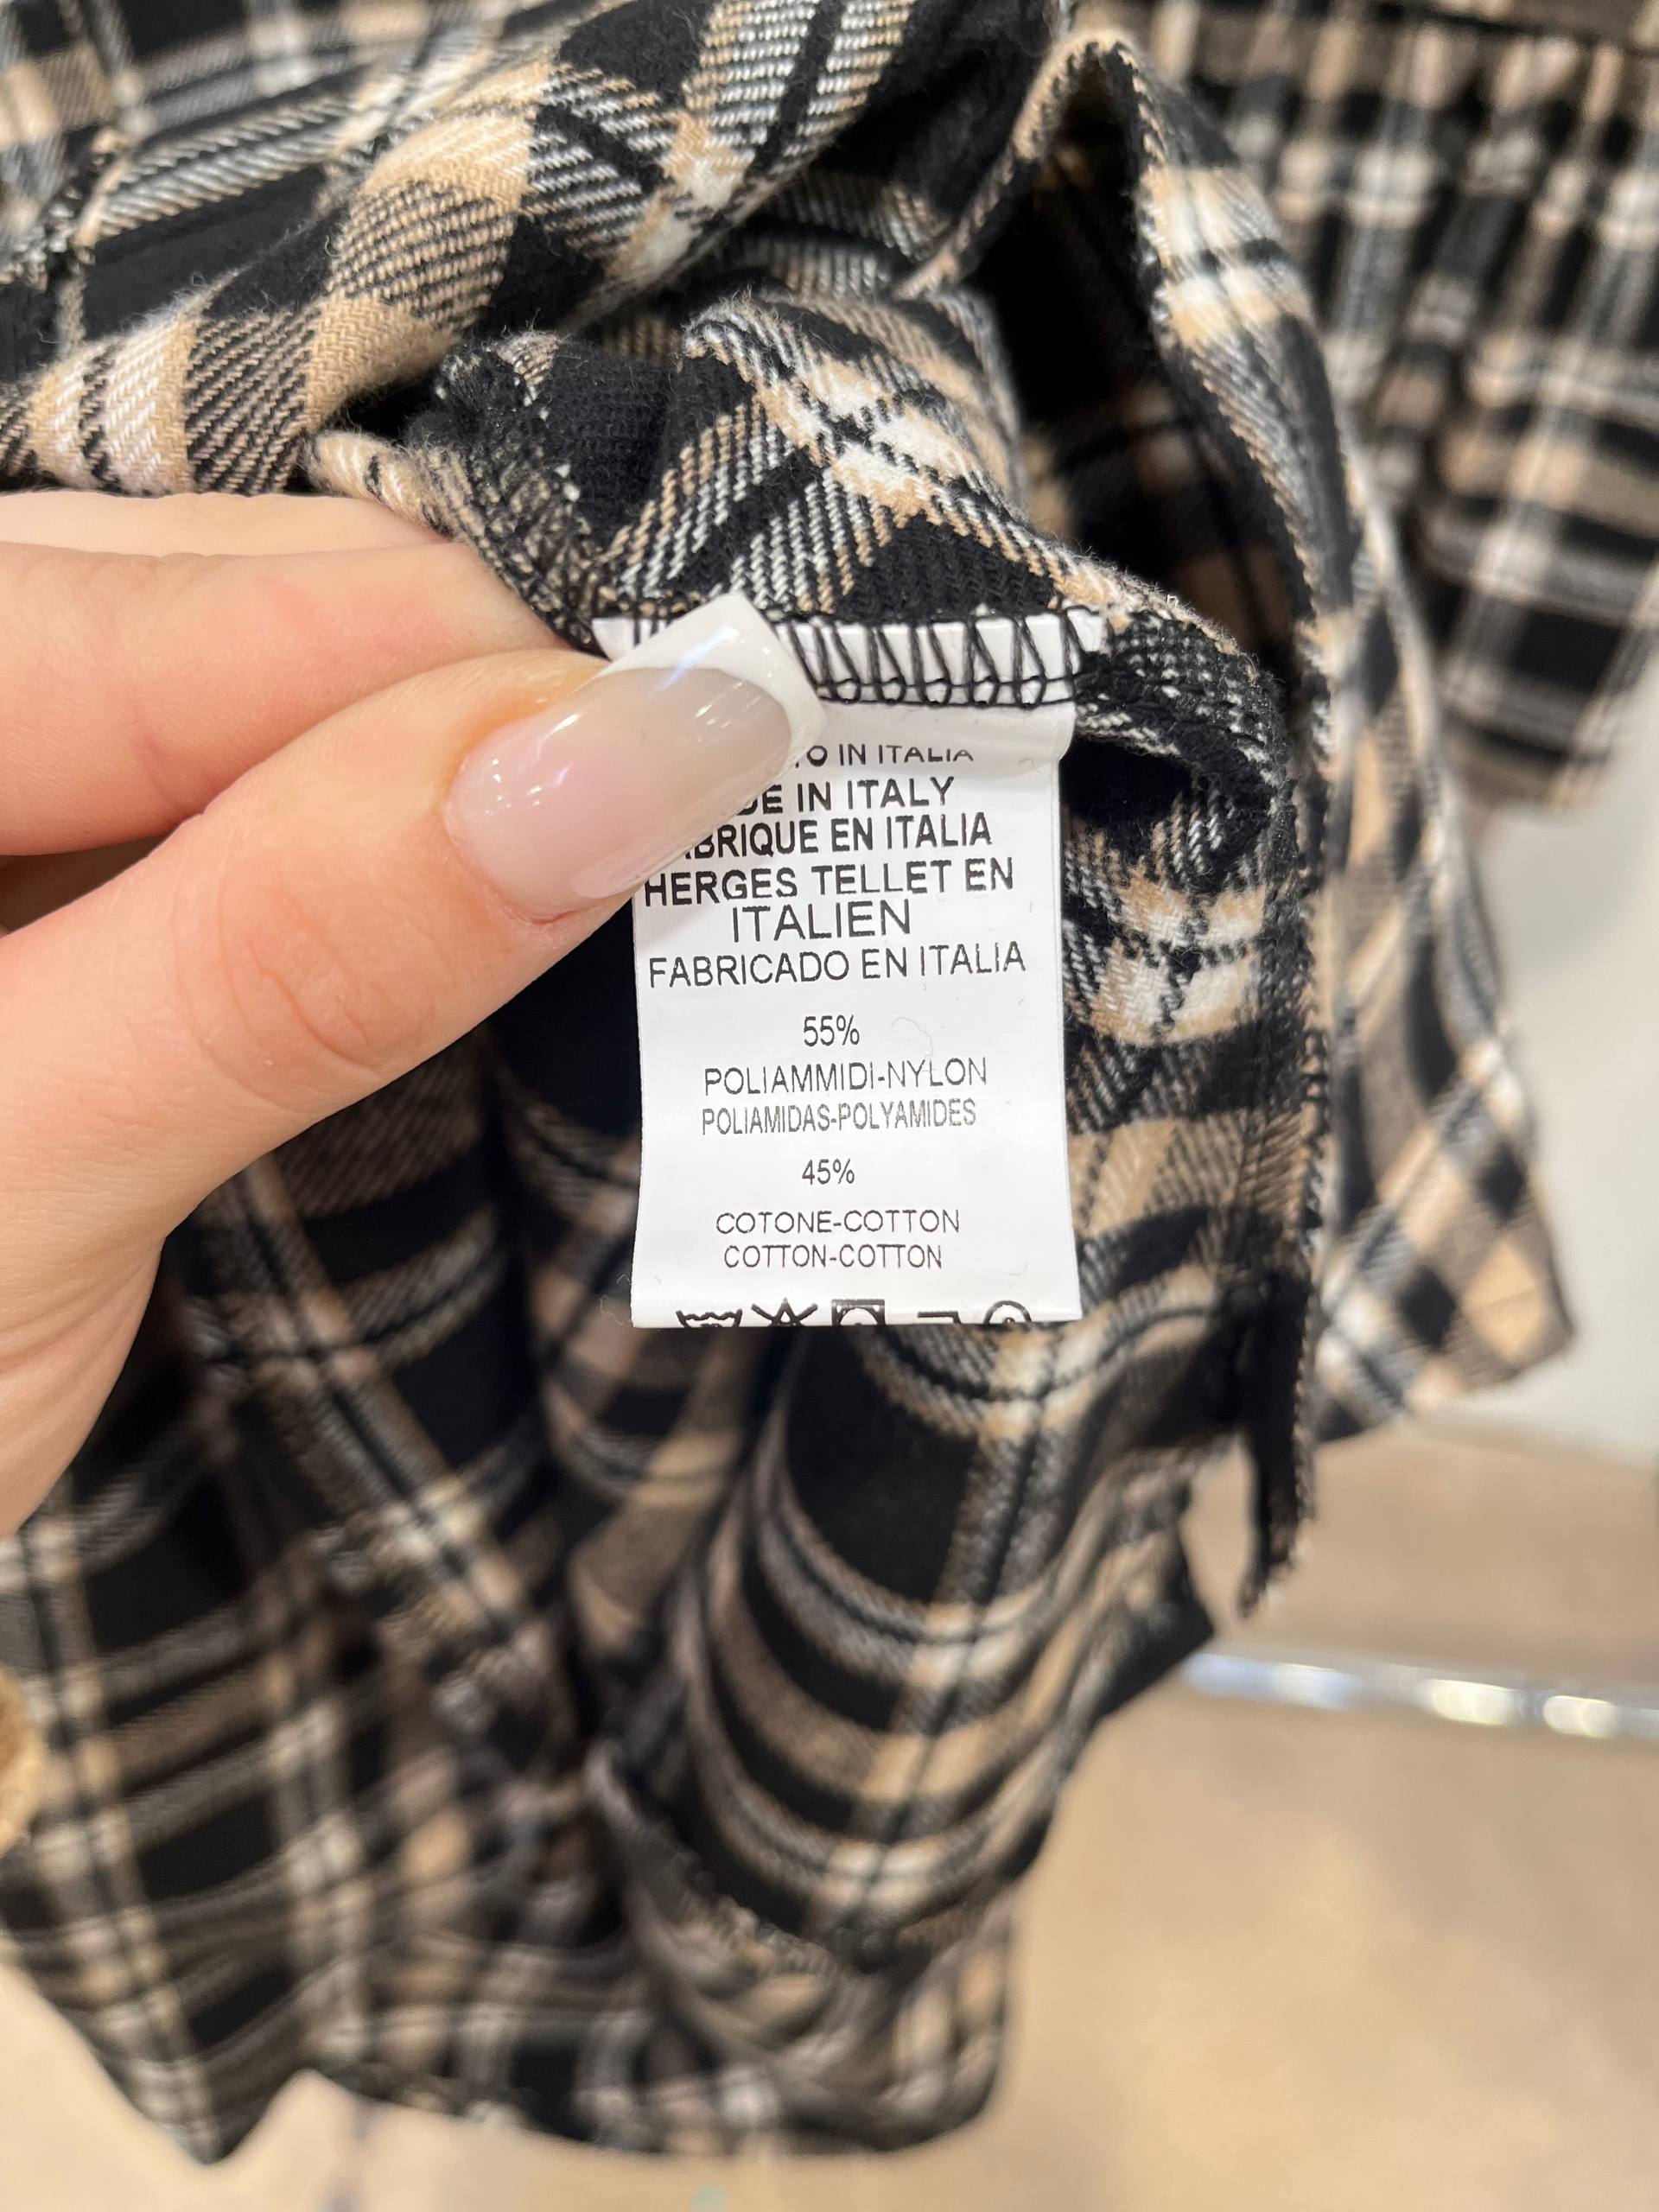 IN ITALIA
IN ITALY
EN ITALIA
HERGES TELLET EN
ITALIEN
FABRICADO EN ITALIA
55%
POLIAMMIDI-NYLON
POLIAMIDAS-POLYAMIDES
45%
COTONE-COTTON
COTTON-COTTON